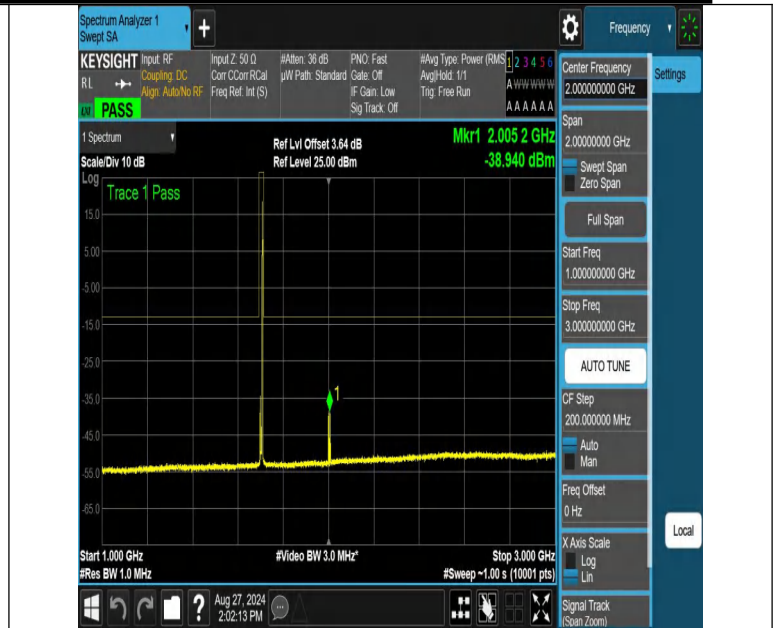 Spectrum Analyzer 1
Swept SA
+
Frequency
KEYSIGHT
RL
PASS
Input: RF
Coupling: DC
Align: Auto/No RF
Input Z: 50 Ω
Corr CCorr RCal
Freq Ref: Int (S)
#Atten: 36 dB
µW Path: Standard
PNO: Fast
Gate: Off
IF Gain: Low
Sig Track: Off
#Avg Type: Power (RMS
Avg|Hold: 1/1
Trig: Free Run
1 2 3 4 5 6
A W W W W W
A A A A A A
Center Frequency
2.000000000 GHz
Settings
Span
2.00000000 GHz
Swept Span
Zero Span
Full Span
Start Freq
1.000000000 GHz
Stop Freq
3.000000000 GHz
AUTO TUNE
CF Step
200.000000 MHz
Auto
Man
Freq Offset
0 Hz
X Axis Scale
Log
Lin
Signal Track
(Span Zoom)
Local
1 Spectrum
Scale/Div 10 dB
Ref Lvl Offset 3.64 dB
Ref Level 25.00 dBm
Mkr1 2.005 2 GHz
-38.940 dBm
Log
Trace 1 Pass
15.0
5.00
-5.00
-15.0
-25.0
-35.0
-45.0
-55.0
-65.0
1
Start 1.000 GHz
#Video BW 3.0 MHz*
Stop 3.000 GHz
#Res BW 1.0 MHz
#Sweep ~1.00 s (10001 pts)
?
Aug 27, 2024
2:02:13 PM